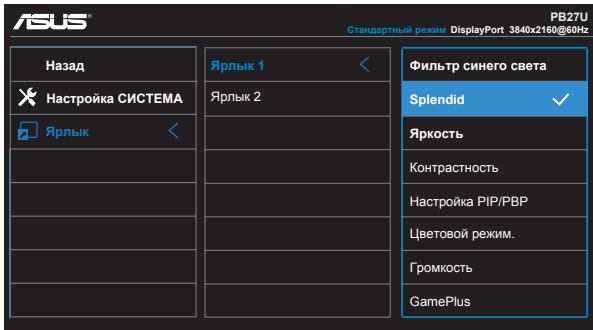 ASUS
PB27U
Стандартный режим DisplayPort 3840x2160@60Hz
Назад
Настройка СИСТЕМА
Ярлык
Ярлык 1
Ярлык 2
Фильтр синего света
Splendid
Яркость
Контрастность
Настройка PIP/PBP
Цветовой режим.
Громкость
GamePlus